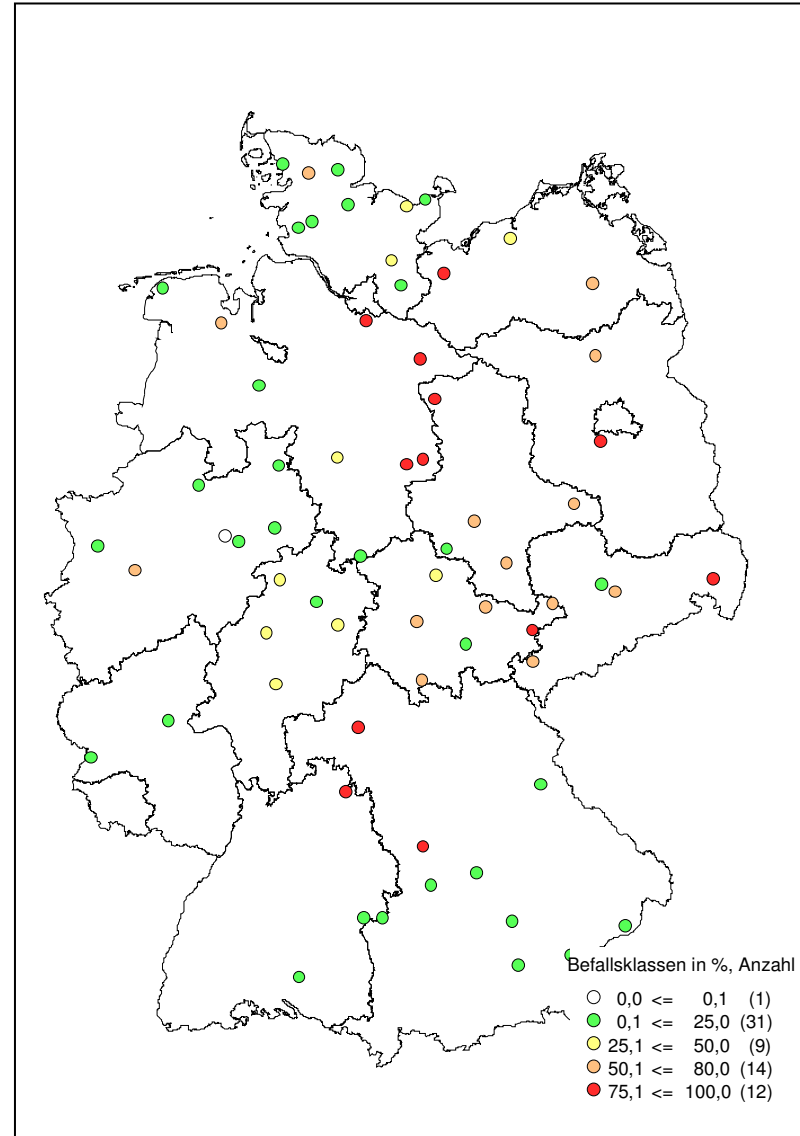 Befallsklassen in %, Anzahl
0,0 <= 0,1 (1)
0,1 <= 25,0 (31)
25,1 <= 50,0 (9)
50,1 <= 80,0 (14)
75,1 <= 100,0 (12)